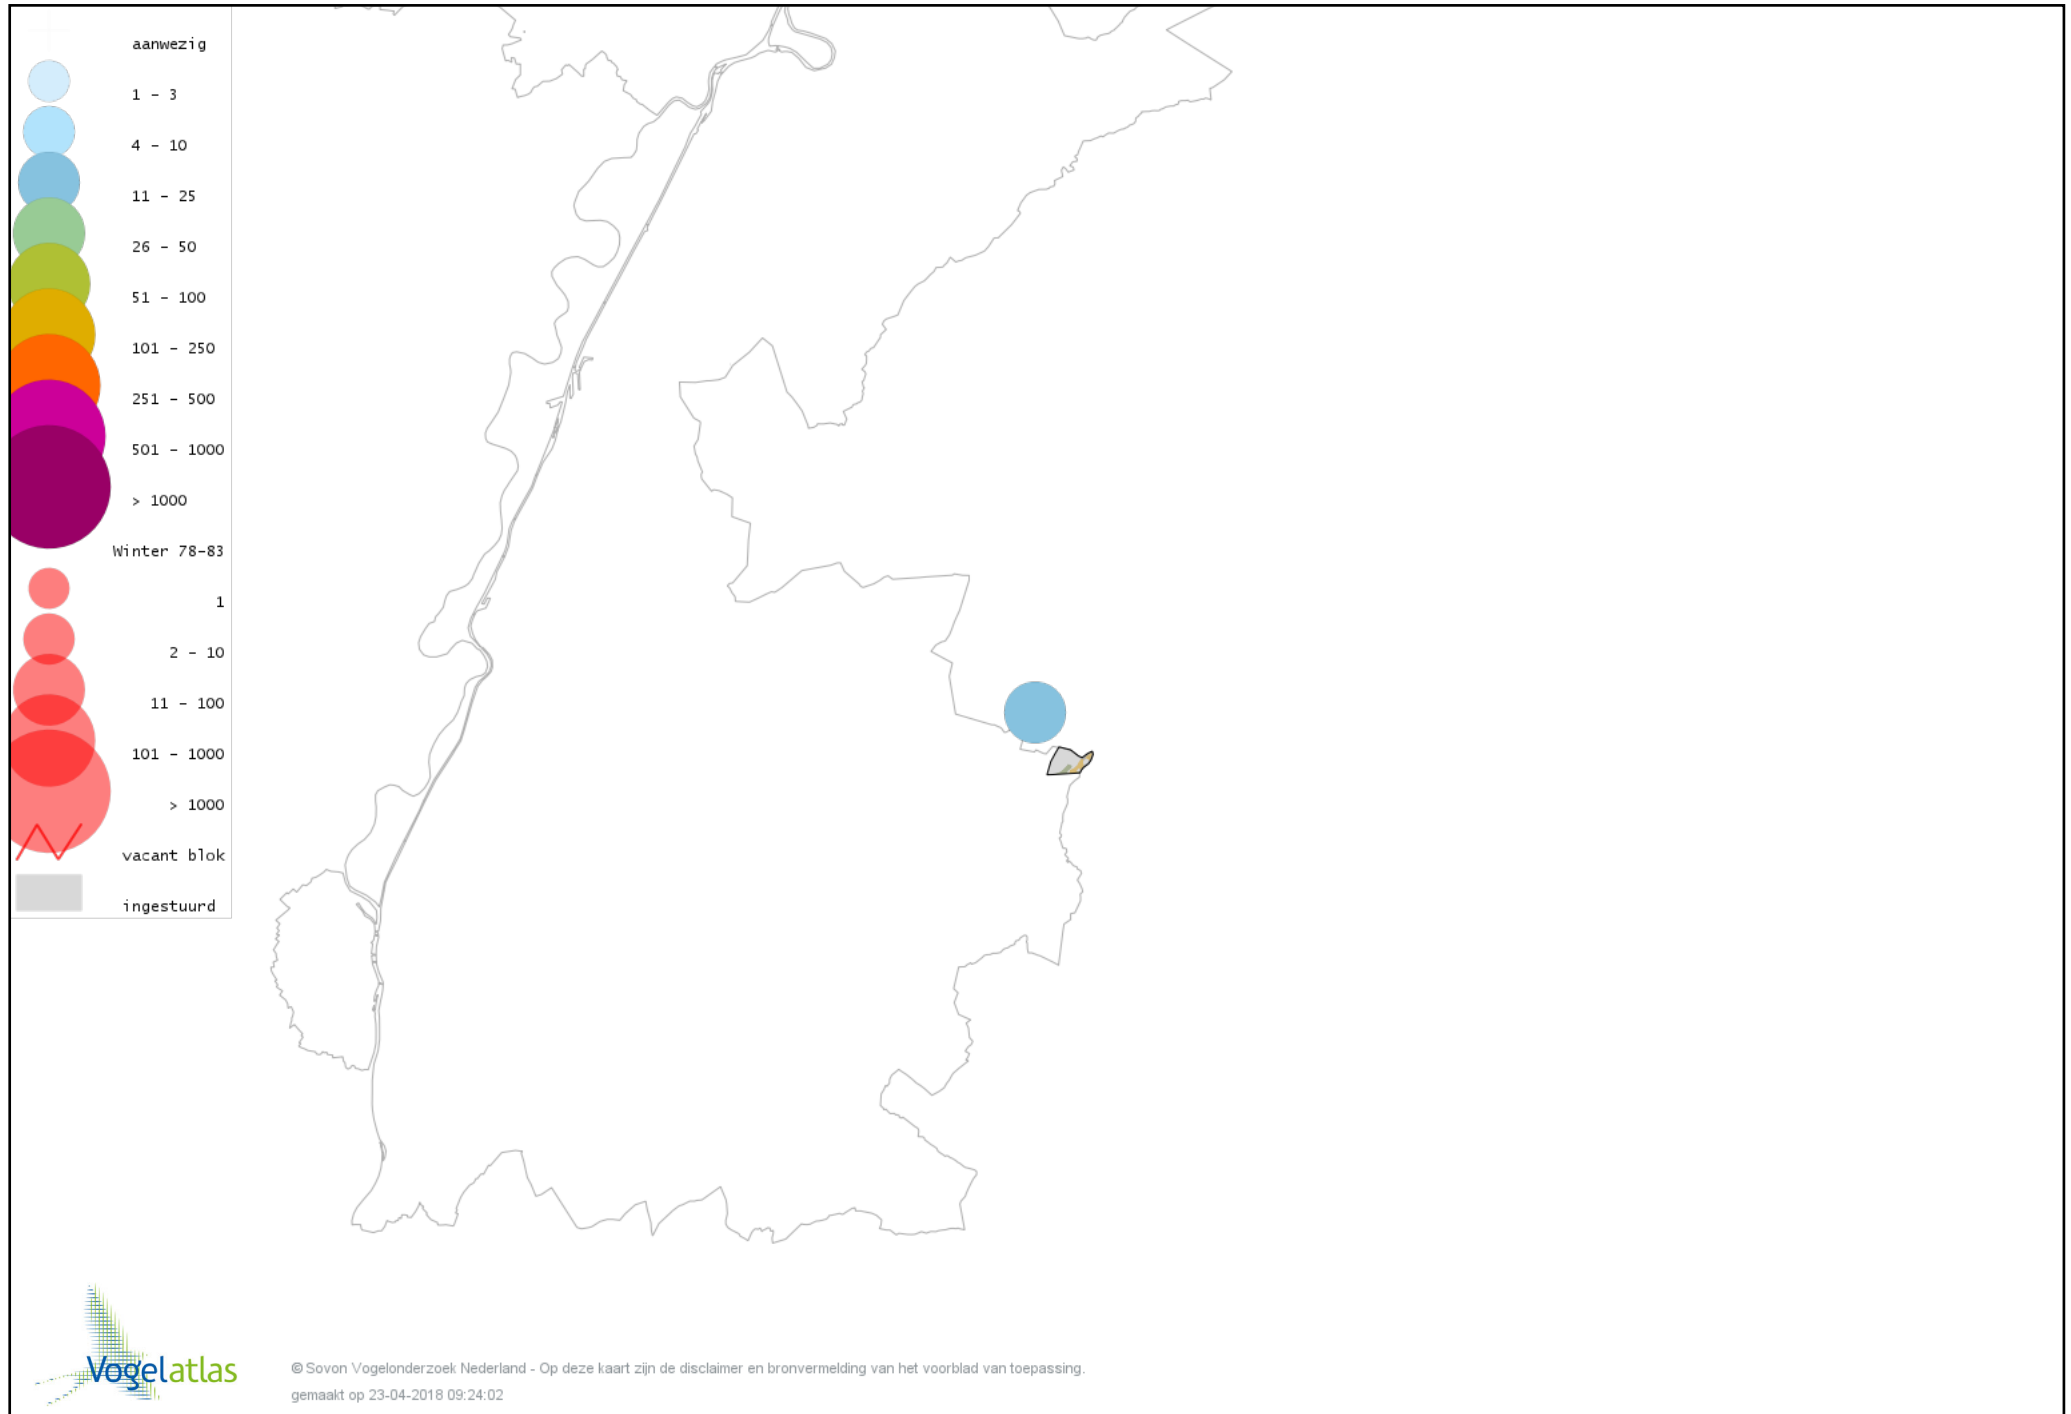 aanwezig
1 - 3
4 - 10
11 - 25
26 - 50
51 - 100
101 - 250
251 - 500
501 - 1000
> 1000
Winter 78-83
1
2 - 10
11 - 100
101 - 1000
> 1000
vacant blok
ingestuurd
Vogelatlas
© Sovon Vogelonderzoek Nederland - Op deze kaart zijn de disclaimer en bronvermelding van het voorblad van toepassing.
gemaakt op 23-04-2018 09:24:02